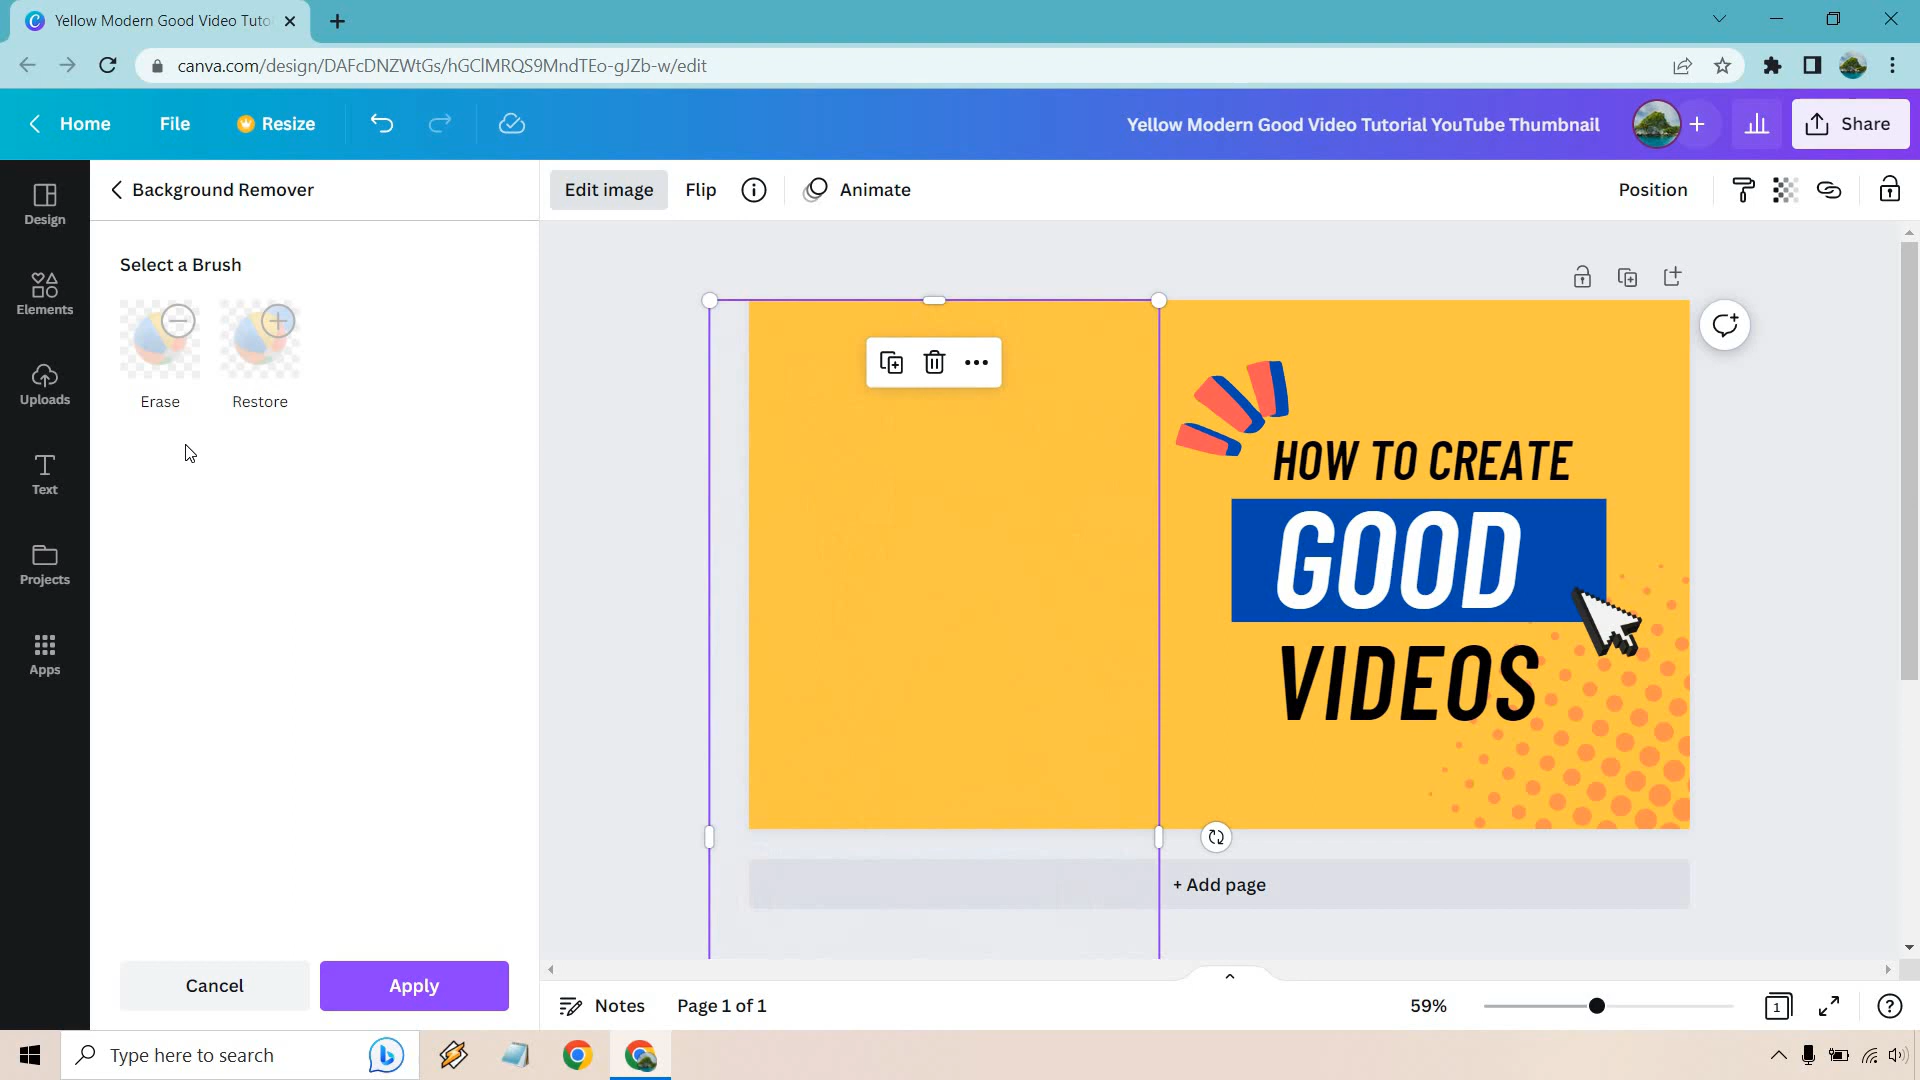 Yellow Modern Good Video Tuto
canva.com/design/DAFcDNZWtGs/hGClMRQS9MndTEo-gJZb-w/edit
Home
File
Resize
Yellow Modern Good Video Tutorial YouTube Thumbnail
Share
Design
Elements
Uploads
Text
Projects
Apps
Background Remover
Select a Brush
Erase
Restore
Cancel
Apply
Edit image
Flip
Animate
Position
HOW TO CREATE
GOOD
VIDEOS
+ Add page
Notes
Page 1 of 1
59%
1
Type here to search